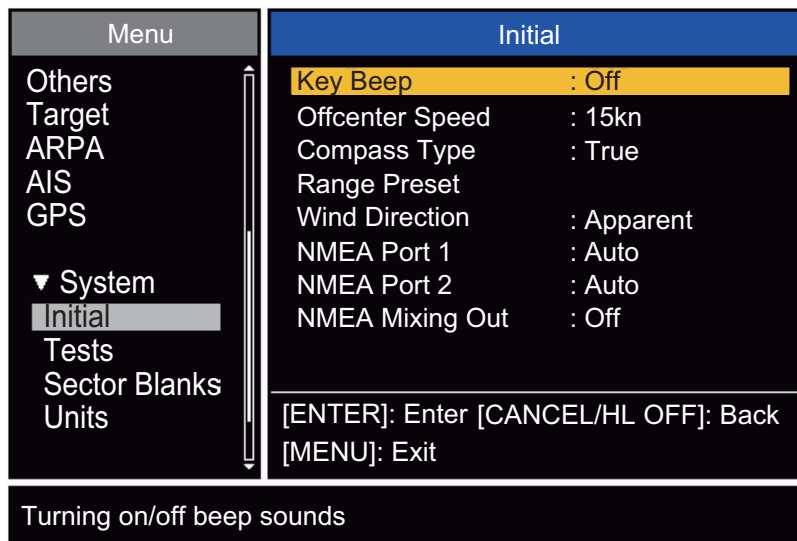 Menu
Others
Target
ARPA
AIS
GPS
▼ System
Initial
Tests
Sector Blanks
Units
Initial
Key Beep : Off
Offcenter Speed : 15kn
Compass Type : True
Range Preset
Wind Direction : Apparent
NMEA Port 1 : Auto
NMEA Port 2 : Auto
NMEA Mixing Out : Off
[ENTER]: Enter [CANCEL/HL OFF]: Back
[MENU]: Exit
Turning on/off beep sounds